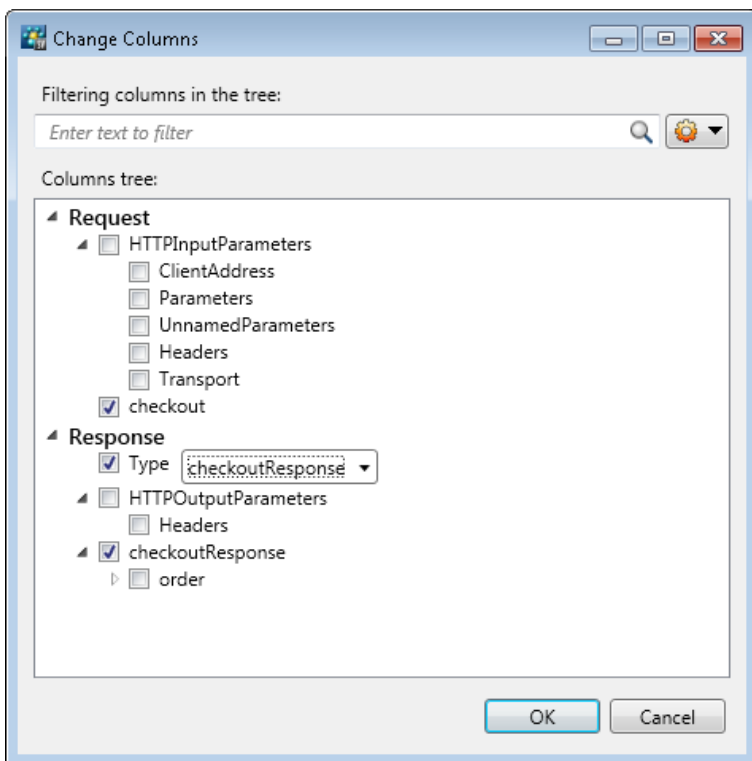 Change Columns
Filtering columns in the tree:
Enter text to filter
Columns tree:
Request
HTTPInputParameters
ClientAddress
Parameters
UnnamedParameters
Headers
Transport
checkout
Response
Type checkoutResponse
HTTPOutputParameters
Headers
checkoutResponse
order
OK Cancel